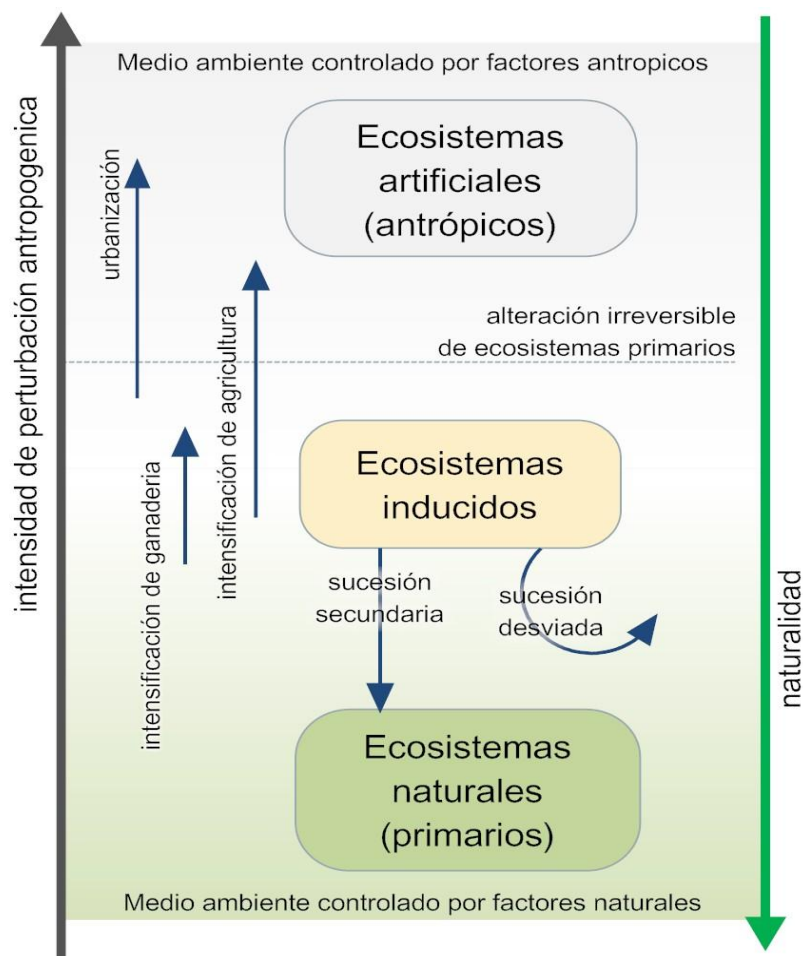 Medio ambiente controlado por factores antropicos
Ecosistemas
artificiales
(antrópicos)
urbanización
alteración irreversible
de ecosistemas primarios
intensidad de perturbación antropogenica
intensificación de agricultura
intensificación de ganaderia
Ecosistemas
inducidos
sucesión
secundaria
sucesión
desviada
naturalidad
Ecosistemas
naturales
(primarios)
Medio ambiente controlado por factores naturales